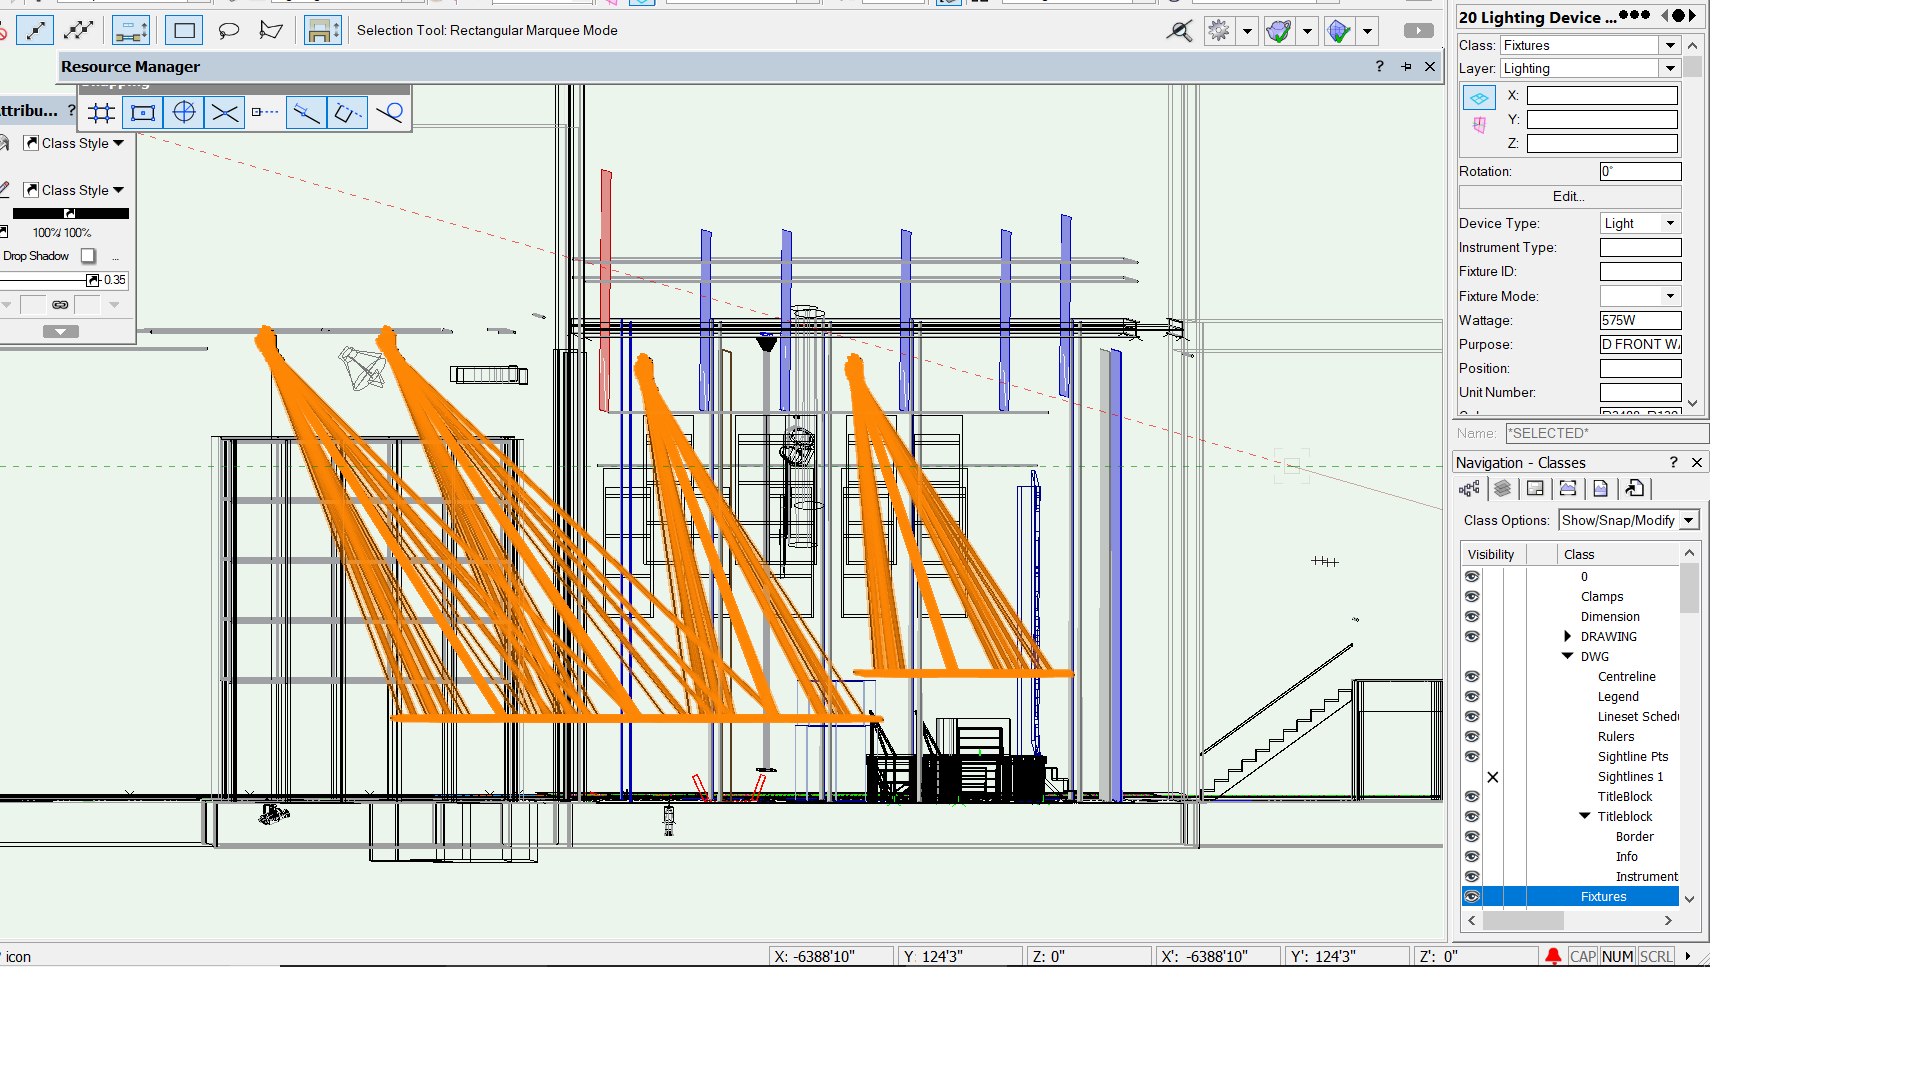 Selection Tool: Rectangular Marquee Mode
Resource Manager
?
ttribu... ?
Class Style
Class Style
100%/100%
Drop Shadow ...
0.35
20 Lighting Device ...
Class: Fixtures
Layer: Lighting
X:
Y:
Z:
Rotation: 0°
Edit...
Device Type: Light
Instrument Type:
Fixture ID:
Fixture Mode:
Wattage: 575W
Purpose: D FRONT WA
Position:
Unit Number:
Name: *SELECTED*
Navigation - Classes ?
Class Options: Show/Snap/Modify
Visibility Class
0
Clamps
Dimension
DRAWING
DWG
Centreline
Legend
Lineset Schedu
Rulers
Sightline Pts
Sightlines 1
TitleBlock
Titleblock
Border
Info
Instrument
Fixtures
icon
X: -6388'10" Y: 124'3" Z: 0" X': -6388'10" Y': 124'3" Z': 0" CAP NUM SCRL